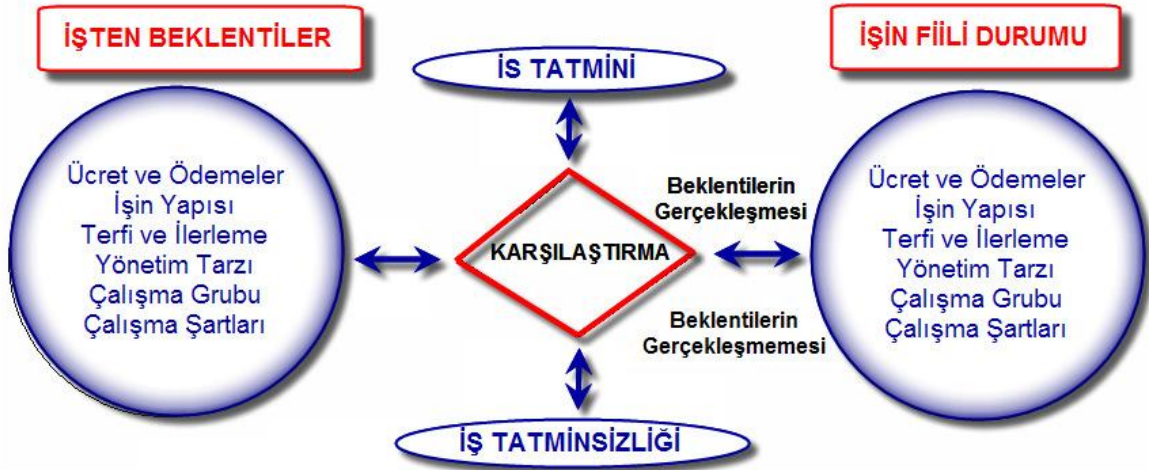 İŞTEN BEKLENTİLER
Ücret ve Ödemeler
İşin Yapısı
Terfi ve İlerleme
Yönetim Tarzı
Çalışma Grubu
Çalışma Şartları
İS TATMİNİ
KARŞILAŞTIRMA
Beklentilerin
Gerçekleşmesi
Beklentilerin
Gerçekleşmemesi
İŞ TATMİNSİZLİĞİ
İŞİN FİİLİ DURUMU
Ücret ve Ödemeler
İşin Yapısı
Terfi ve İlerleme
Yönetim Tarzı
Çalışma Grubu
Çalışma Şartları